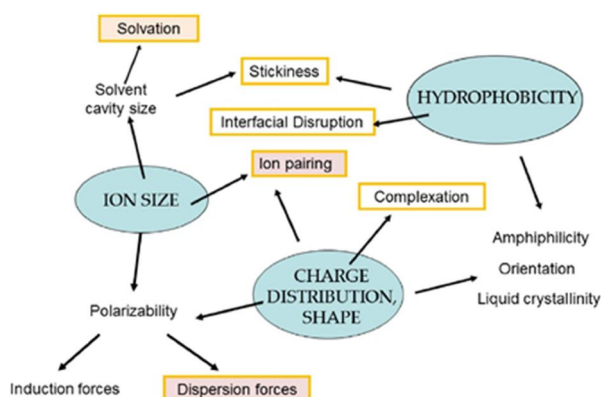 Solvation
Solvent
cavity size
Stickiness
HYDROPHOBICITY
Interfacial Disruption
Ion pairing
ION SIZE
Complexation
Amphiphilicity
Orientation
Liquid crystallinity
CHARGE
DISTRIBUTION,
SHAPE
Polarizability
Induction forces
Dispersion forces